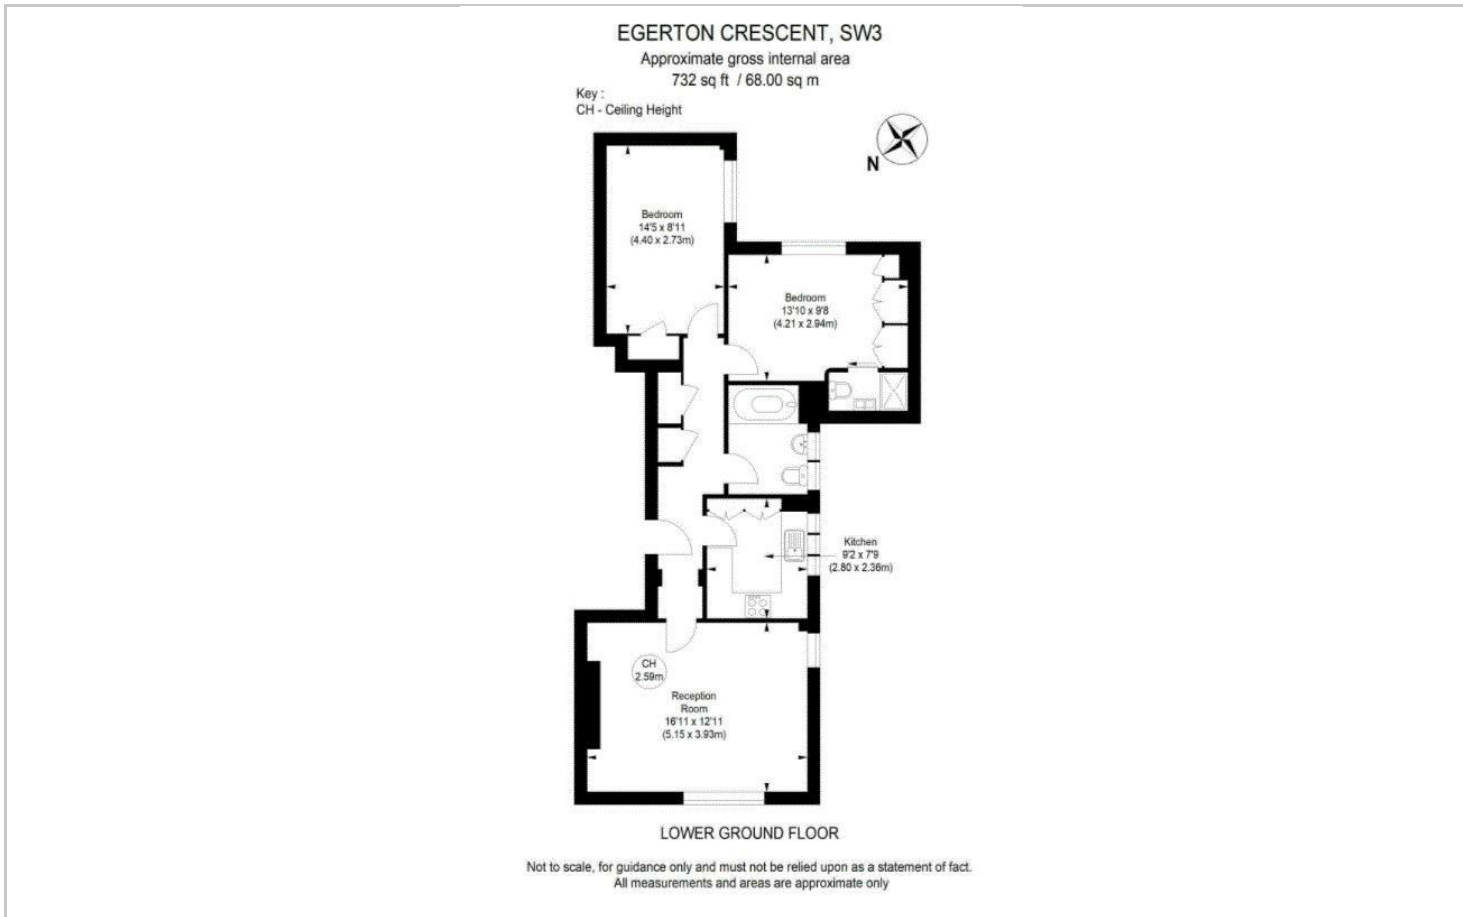 EGERTON CRESCENT, SW3
Approximate gross internal area
732 sq ft / 68.00 sq m
Key :
CH - Ceiling Height
N
Bedroom
14'5 x 8'11
(4.40 x 2.73m)
Bedroom
13'10 x 9'8
(4.21 x 2.94m)
Kitchen
9'2 x 7'9
(2.80 x 2.36m)
CH
2.59m
Reception
Room
16'11 x 12'11
(5.15 x 3.93m)
LOWER GROUND FLOOR
Not to scale, for guidance only and must not be relied upon as a statement of fact.
All measurements and areas are approximate only